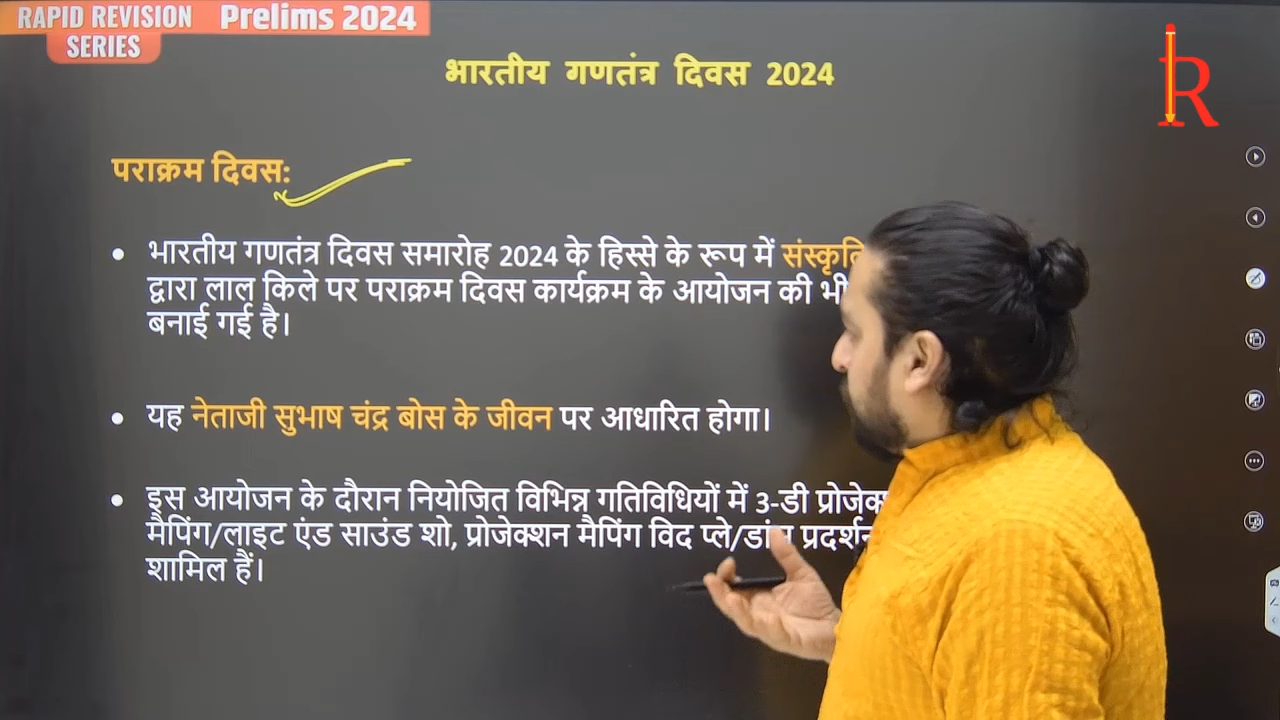 RAPID REVISION Prelims 2024
SERIES
भारतीय गणतंत्र दिवस 2024
पराक्रम दिवस:
• भारतीय गणतंत्र दिवस समारोह 2024 के हिस्से के रूप में
द्वारा लाल किले पर पराक्रम दिवस कार्यक्रम के आयोजन की भी
बनाई गई है।
• यह नेताजी सुभाष चंद्र बोस के जीवन पर आधारित होगा।
• इस आयोजन के दौरान नियोजित विभिन्न गतिविधियों में 3-डी
मैपिंग/लाइट एंड साउंड शो, प्रोजेक्शन मैपिंग विद प्ले/डांस प्रदर्शन
शामिल हैं।